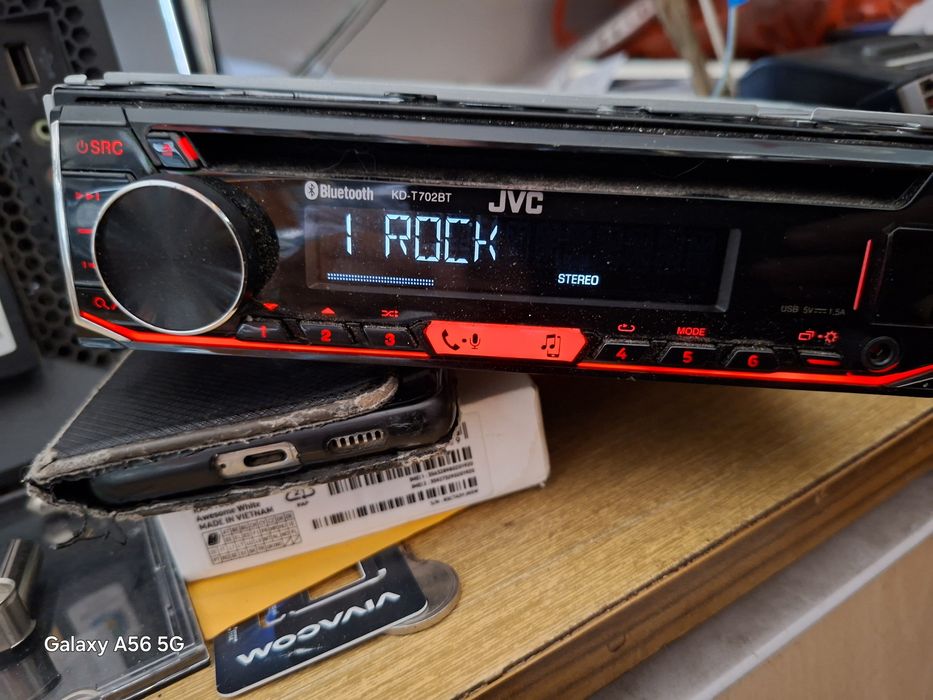 SRC
Bluetooth KD-T702BT JVC
1 ROCK
STEREO
USB 5V⎓1.5A
MODE
1 2 3 4 5 6
Awesome White
MADE IN VIETNAM
VIVACOM
Galaxy A56 5G